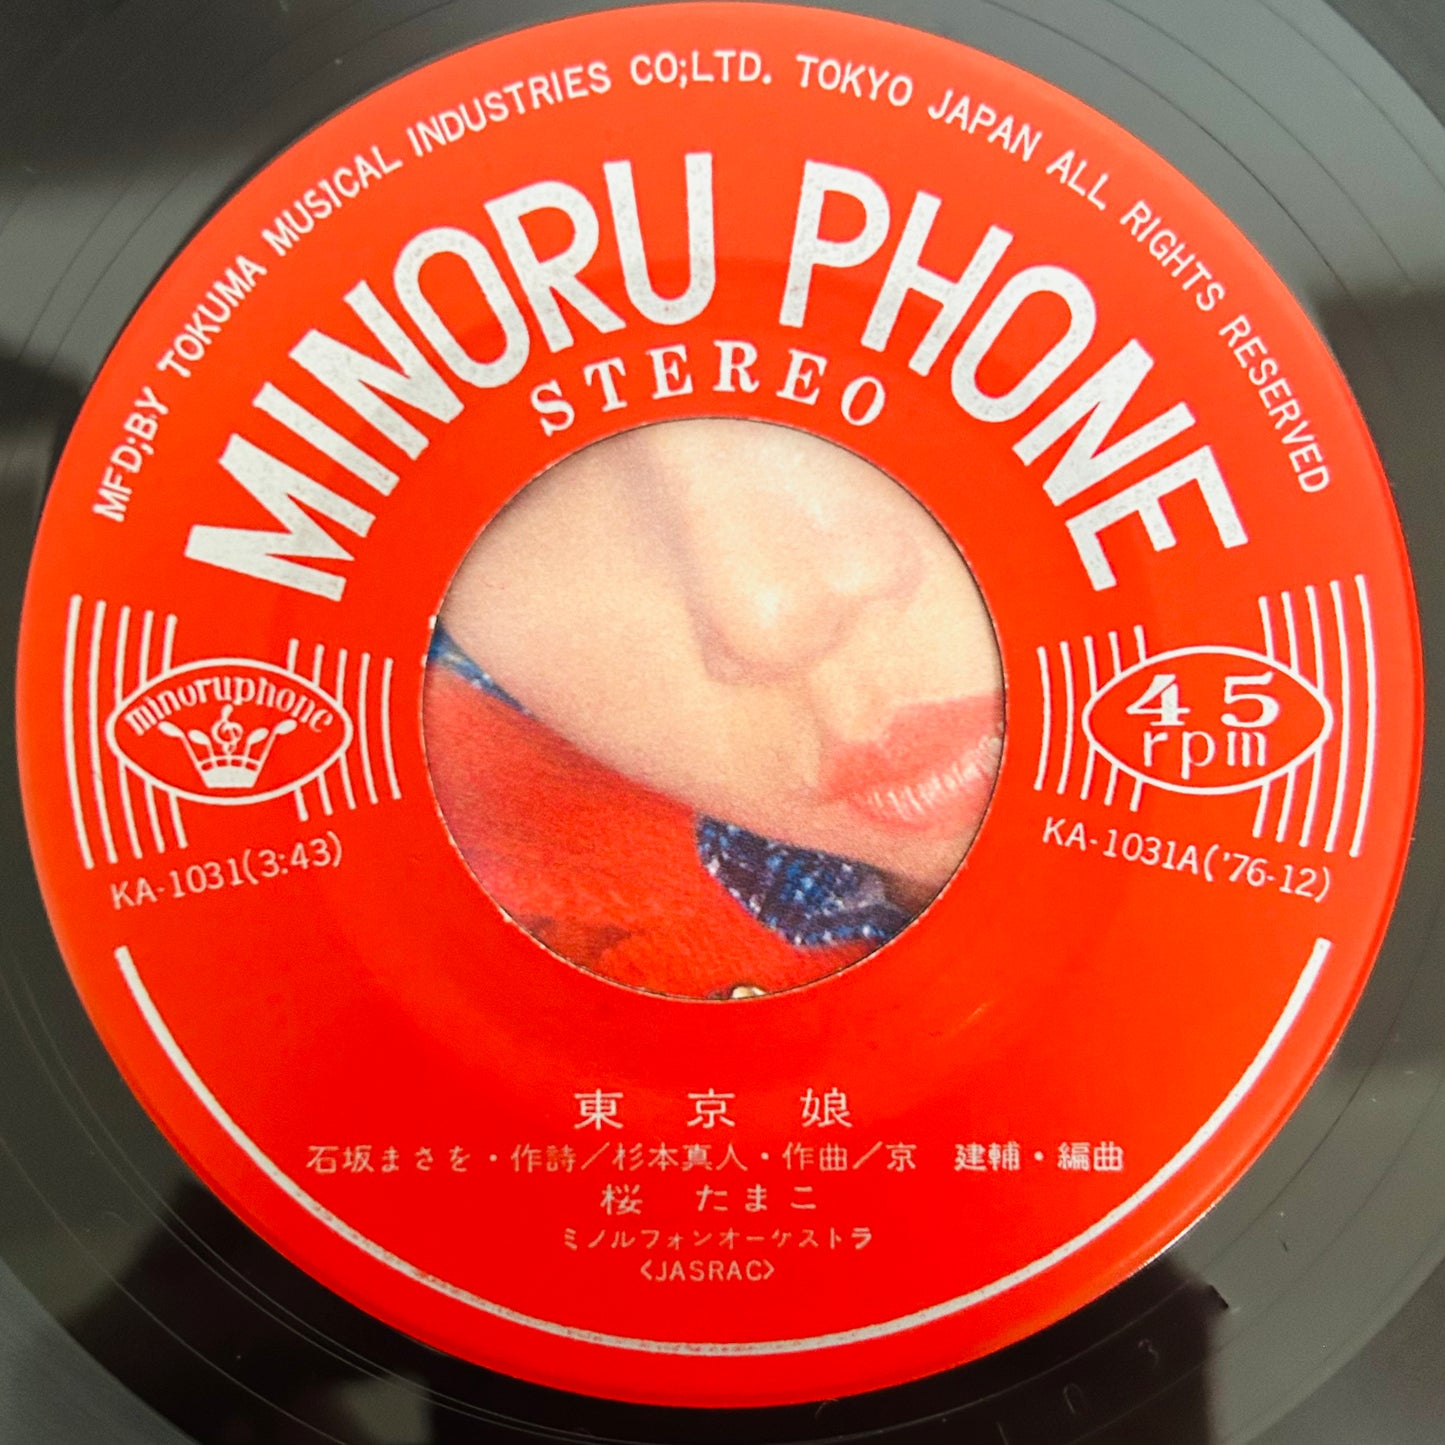 MFD;BY TOKUMA MUSICAL INDUSTRIES CO;LTD. TOKYO JAPAN ALL RIGHTS RESERVED
MINORU PHONE
STEREO
minoruphone
45
rpm
KA-1031(3:43)
KA-1031A('76-12)
東京娘
石坂まさを・作詩／杉本真人・作曲／京 建輔・編曲
桜 たまこ
ミノルフォンオーケストラ
<JASRAC>